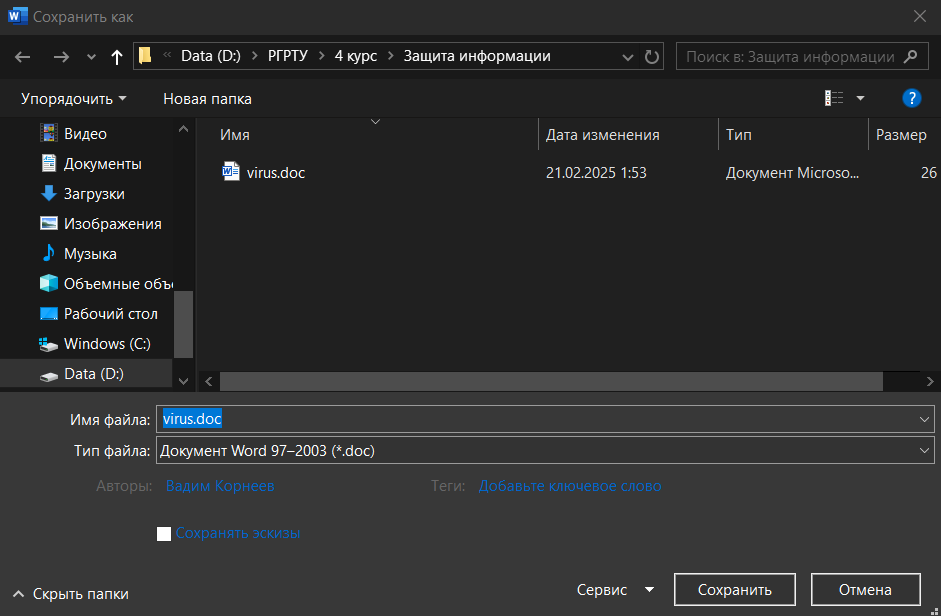 Сохранить как
« Data (D:) > РГРТУ > 4 курс > Защита информации
Поиск в: Защита информации
Упорядочить Новая папка
Имя Дата изменения Тип Размер
virus.doc 21.02.2025 1:53 Документ Microso... 26
Видео
Документы
Загрузки
Изображения
Музыка
Объемные объ
Рабочий стол
Windows (C:)
Data (D:)
Имя файла: virus.doc
Тип файла: Документ Word 97–2003 (*.doc)
Авторы: Вадим Корнеев Теги: Добавьте ключевое слово
Сохранять эскизы
Скрыть папки Сервис Сохранить Отмена